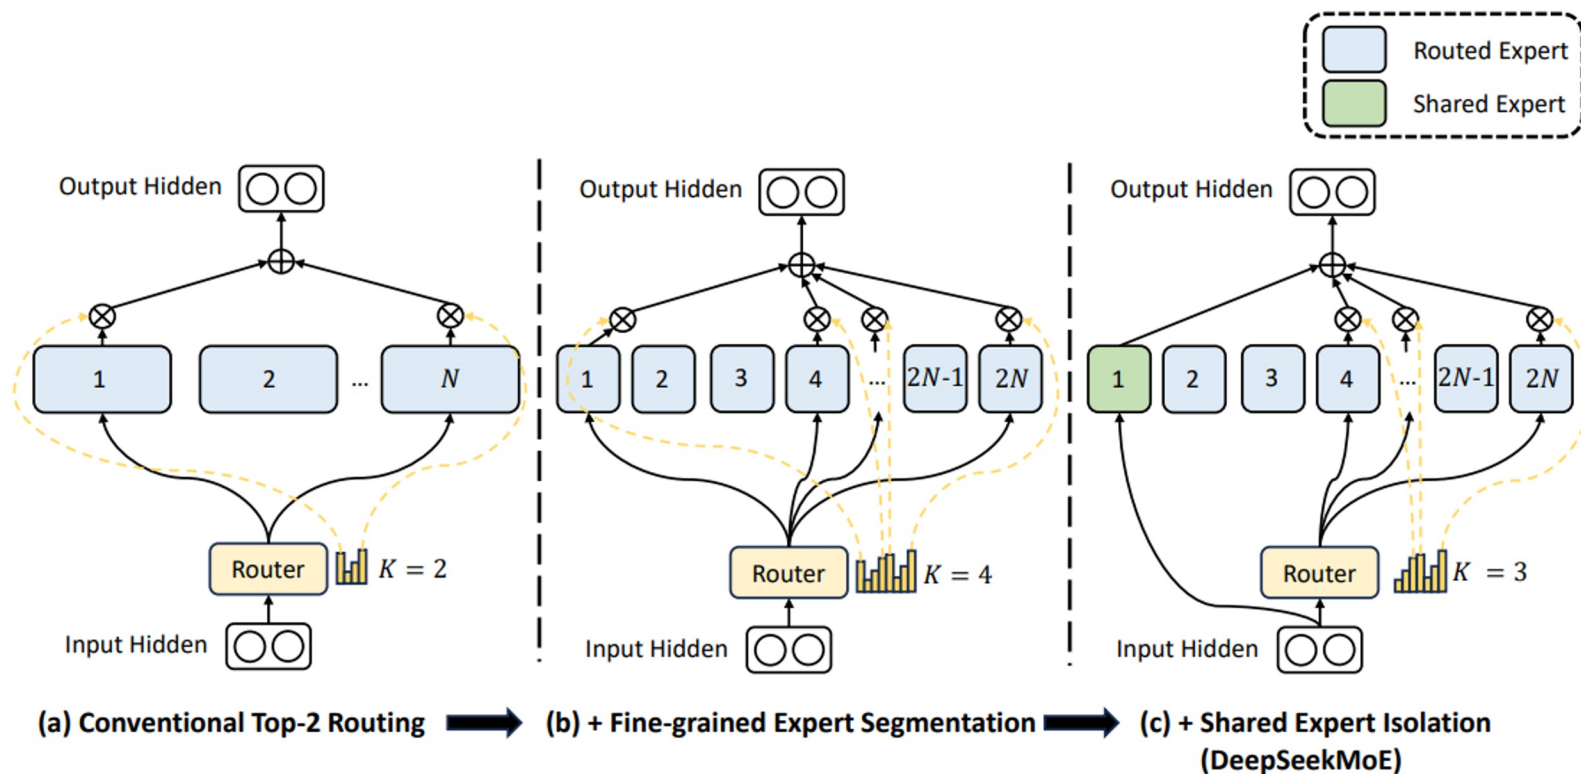 Routed Expert
Shared Expert
Output Hidden
1
2
...
N
Router
K = 2
Input Hidden
(a) Conventional Top-2 Routing
Output Hidden
1
2
3
4
...
2N-1
2N
Router
K = 4
Input Hidden
(b) + Fine-grained Expert Segmentation
Output Hidden
1
2
3
4
...
2N-1
2N
Router
K = 3
Input Hidden
(c) + Shared Expert Isolation
(DeepSeekMoE)